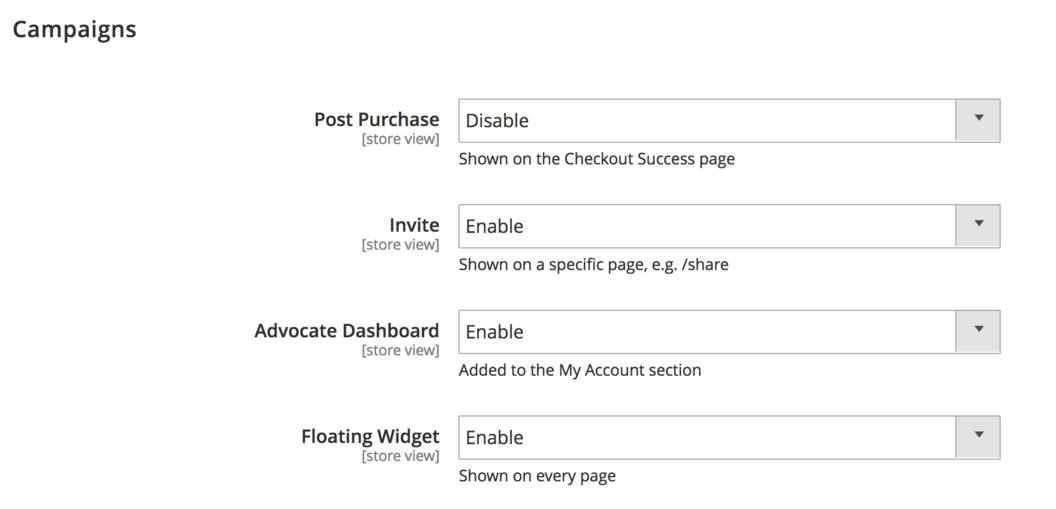 Campaigns
Post Purchase
[store view]
Disable
Shown on the Checkout Success page
Invite
[store view]
Enable
Shown on a specific page, e.g. /share
Advocate Dashboard
[store view]
Enable
Added to the My Account section
Floating Widget
[store view]
Enable
Shown on every page